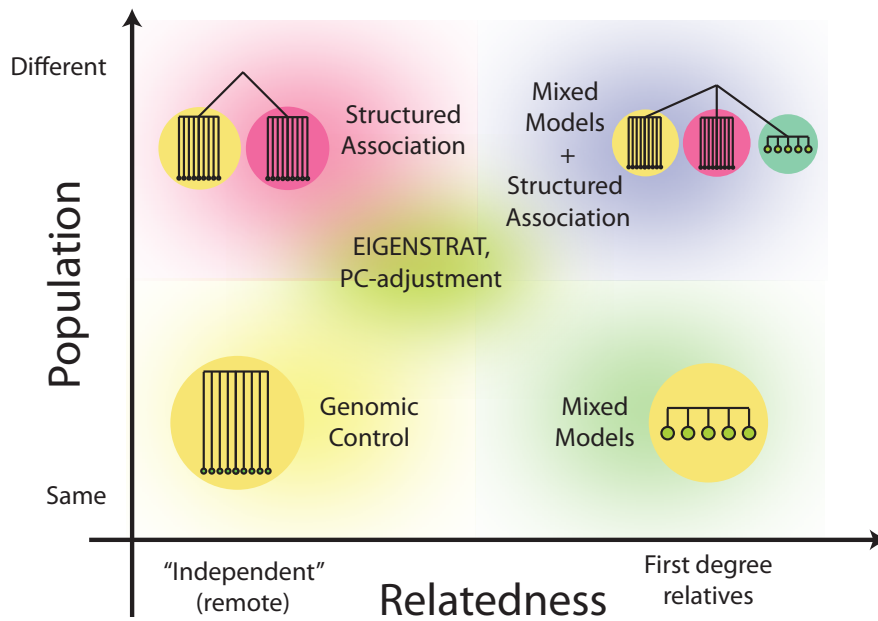 Different
Structured
Association
Mixed
Models
+
Structured
Association
EIGENSTRAT,
PC-adjustment
Population
Genomic
Control
Mixed
Models
Same
“Independent”
(remote)
Relatedness
First degree
relatives